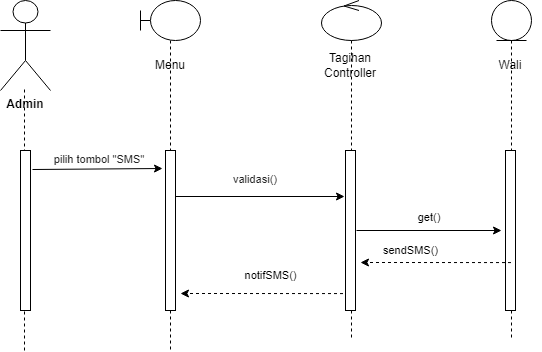 Admin
Menu
Tagihan
Controller
Wali
pilih tombol "SMS"
validasi()
get()
sendSMS()
notifSMS()